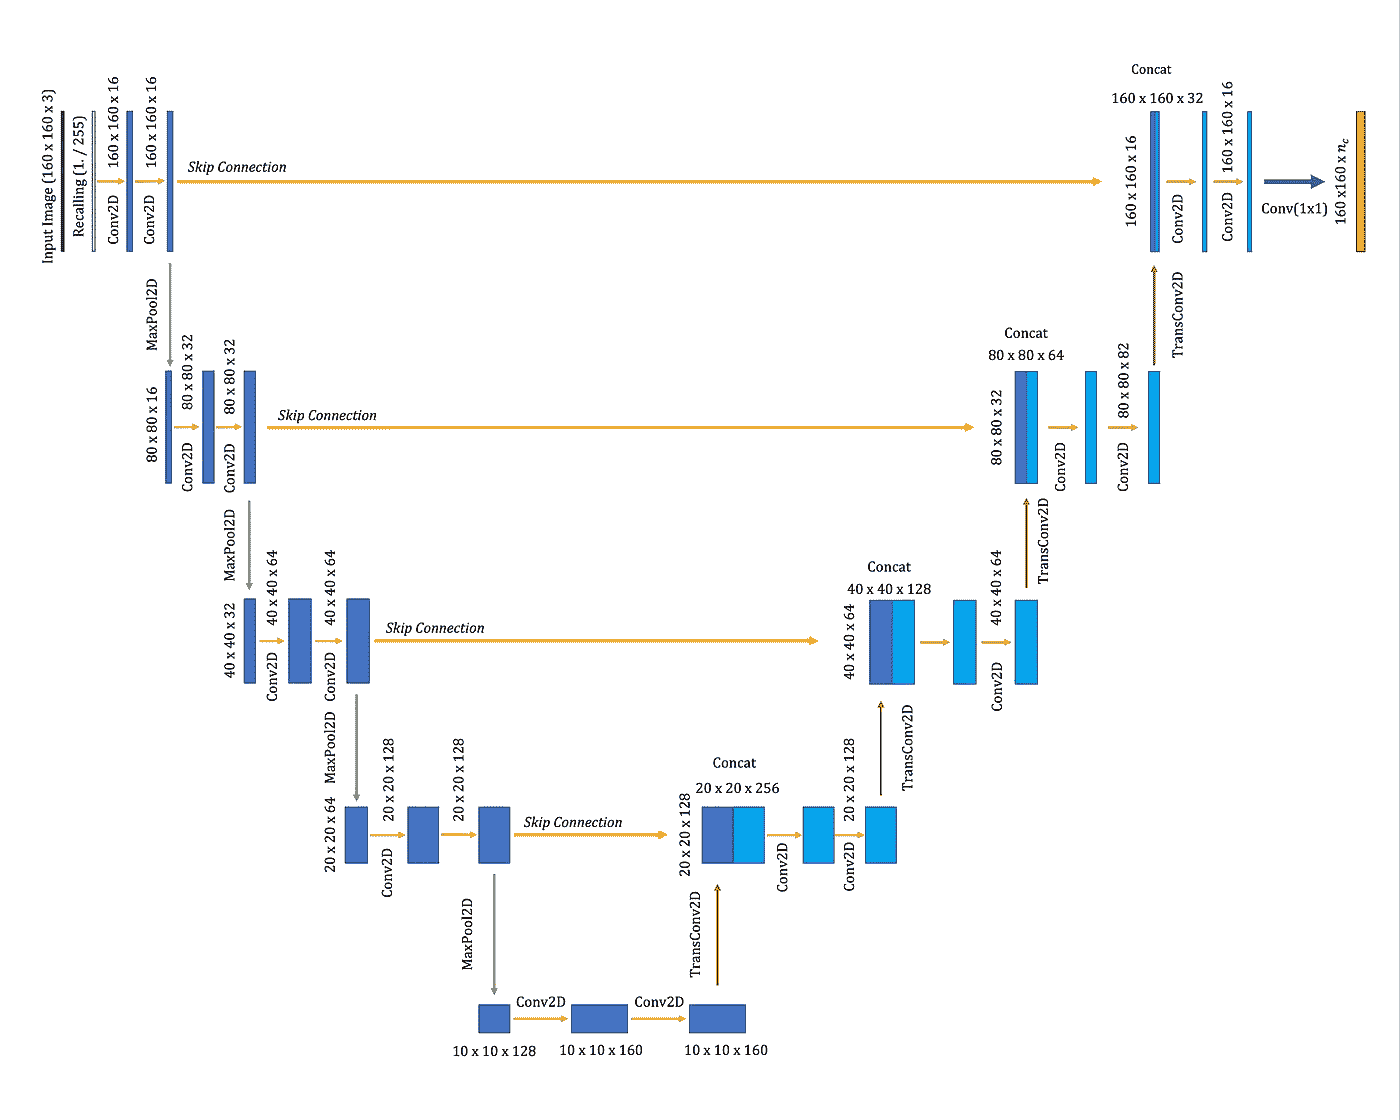 Input Image (160 x 160 x 3)
Recalling (1. / 255)
160 x 160 x 16
Conv2D
160 x 160 x 16
Conv2D
Skip Connection
Concat
160 x 160 x 32
160 x 160 x 16
Conv2D
160 x 160 x 16
Conv2D
Conv(1x1)
160 x160 x n_c
MaxPool2D
TransConv2D
80 x 80 x 16
80 x 80 x 32
Conv2D
80 x 80 x 32
Conv2D
Skip Connection
Concat
80 x 80 x 64
80 x 80 x 32
Conv2D
80 x 80 x 82
Conv2D
MaxPool2D
TransConv2D
40 x 40 x 32
40 x 40 x 64
Conv2D
40 x 40 x 64
Conv2D
Skip Connection
Concat
40 x 40 x 128
40 x 40 x 64
40 x 40 x 64
Conv2D
MaxPool2D
TransConv2D
20 x 20 x 64
20 x 20 x 128
Conv2D
20 x 20 x 128
Skip Connection
Concat
20 x 20 x 256
20 x 20 x 128
Conv2D
20 x 20 x 128
Conv2D
MaxPool2D
TransConv2D
Conv2D
Conv2D
10 x 10 x 128
10 x 10 x 160
10 x 10 x 160